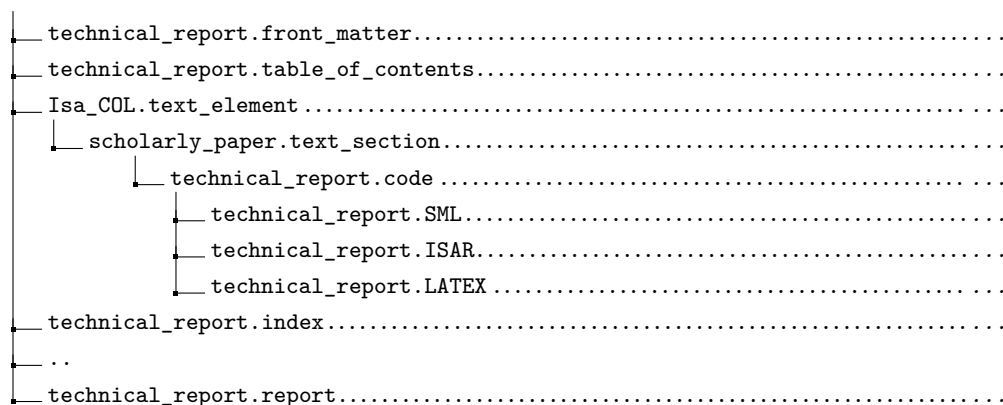 technical_report.front_matter
technical_report.table_of_contents
Isa_COL.text_element
scholarly_paper.text_section
technical_report.code
technical_report.SML
technical_report.ISAR
technical_report.LATEX
technical_report.index
..
technical_report.report